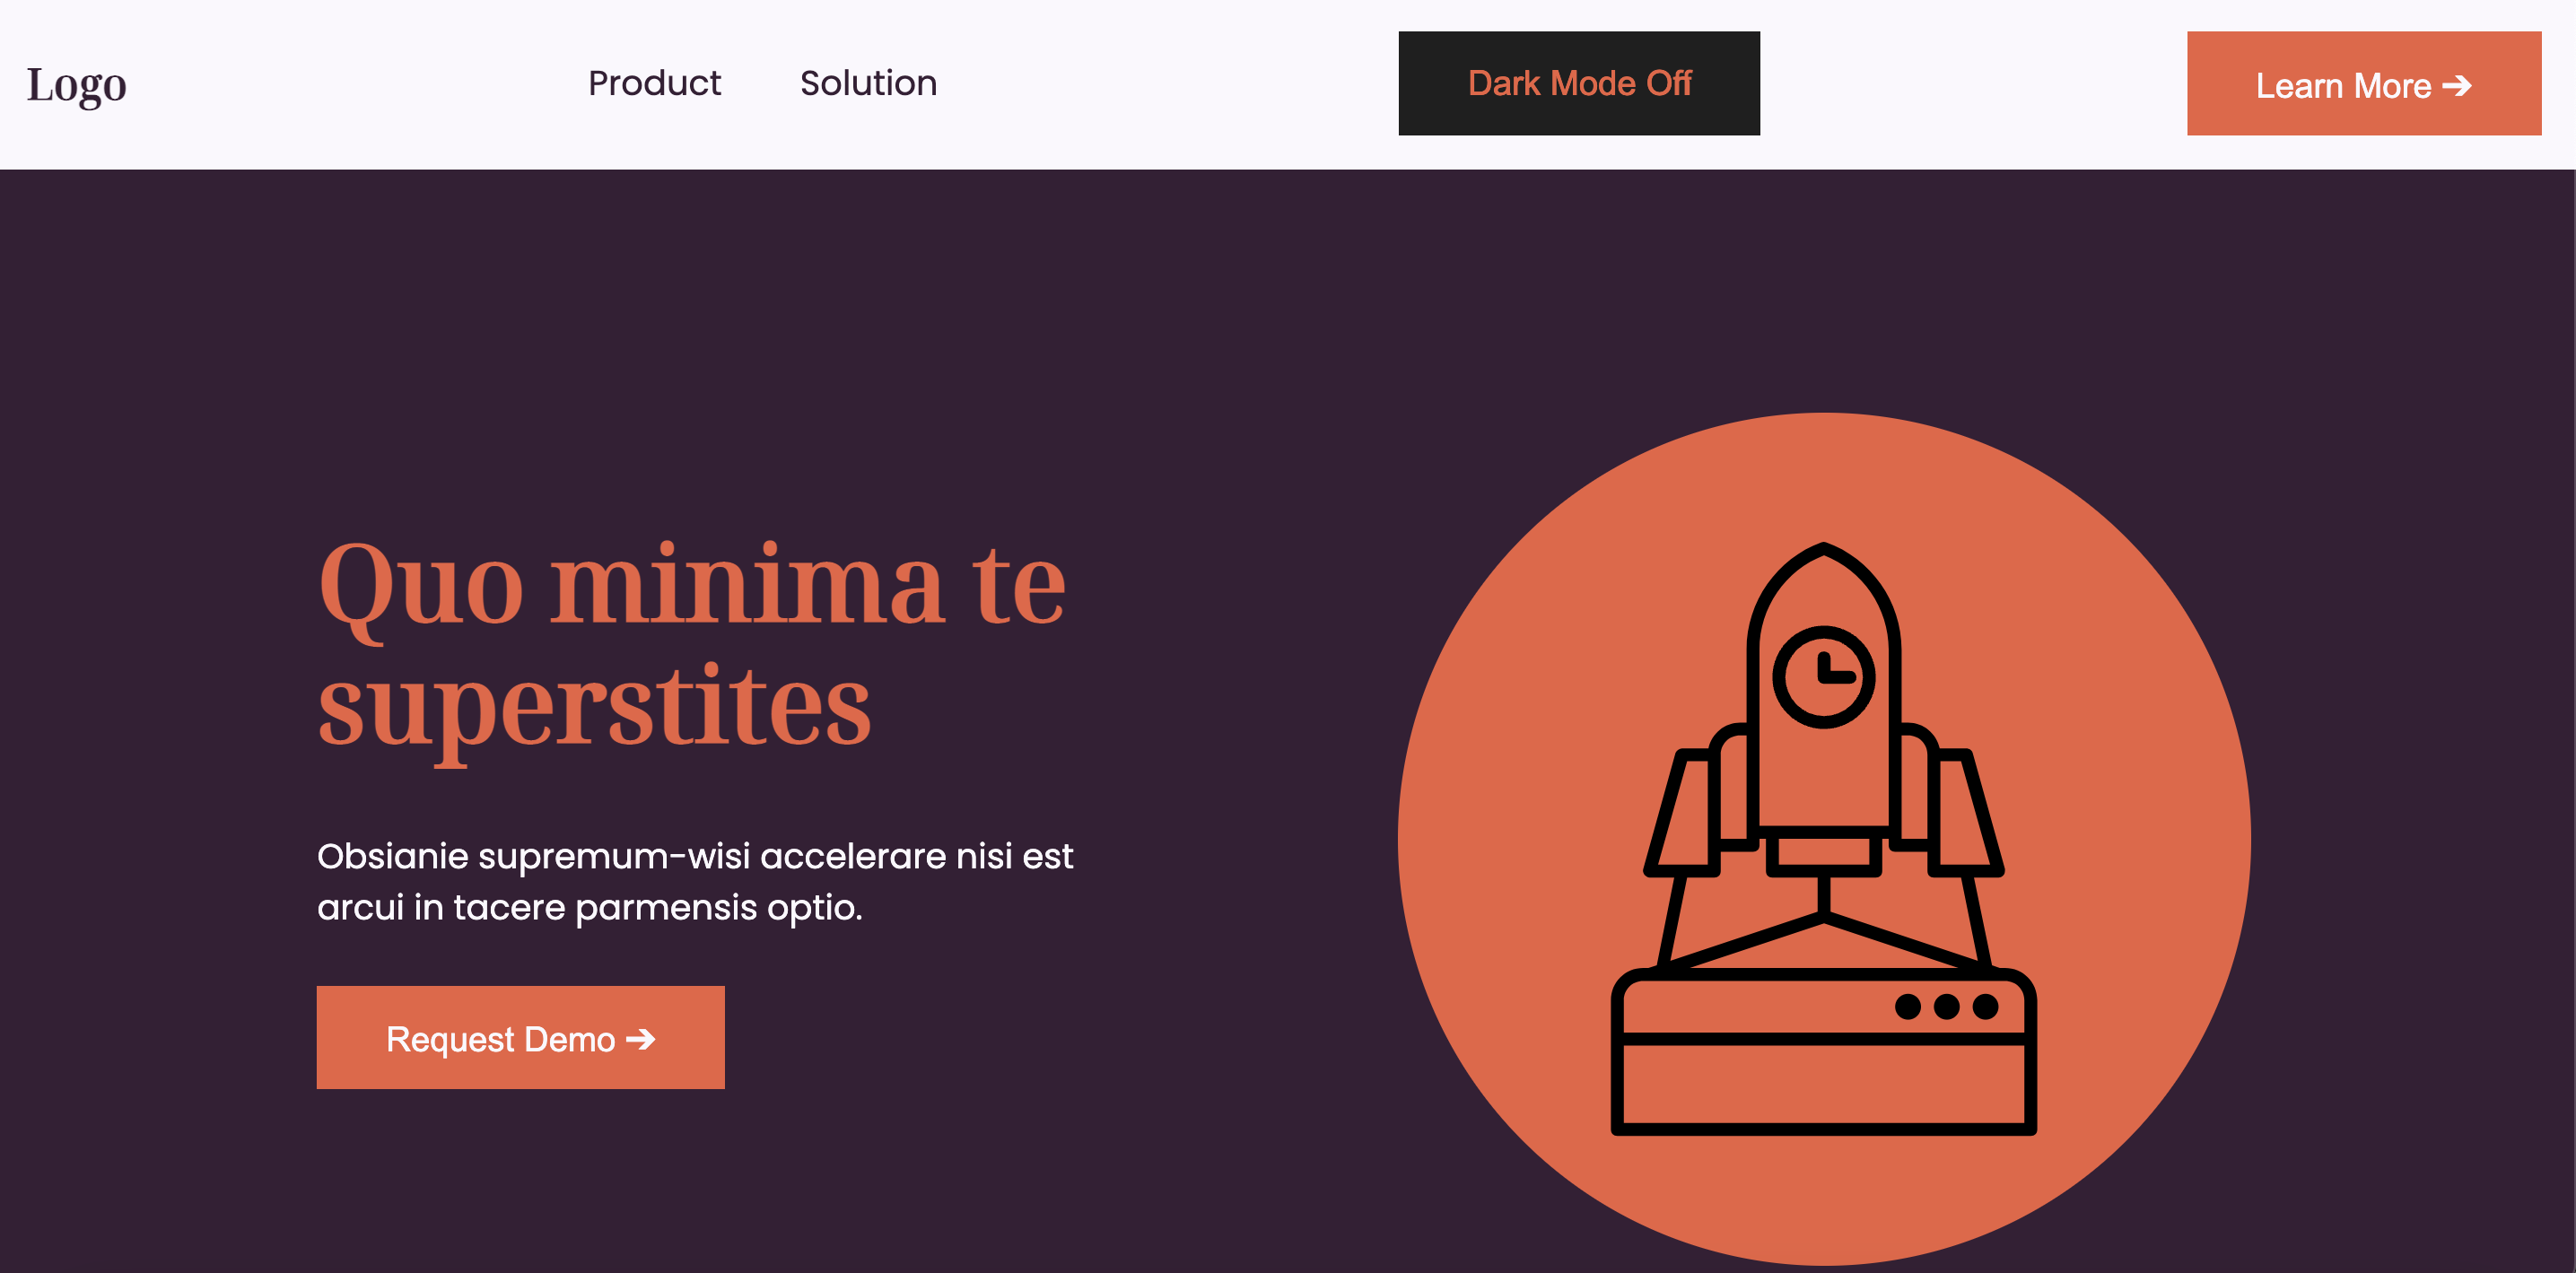 Logo
Product
Solution
Dark Mode Off
Learn More ➔
Quo minima te
superstites
Obsianie supremum-wisi accelerare nisi est
arcui in tacere parmensis optio.
Request Demo ➔